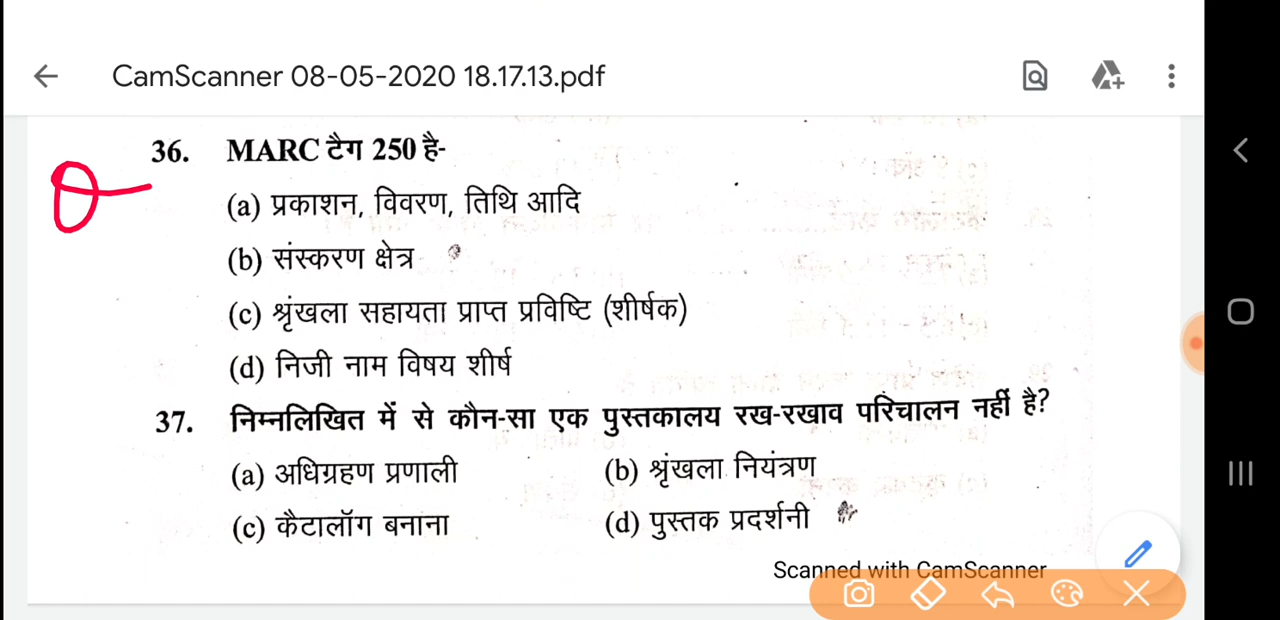 CamScanner 08-05-2020 18.17.13.pdf
36. MARC टैग 250 है-
(a) प्रकाशन, विवरण, तिथि आदि
(b) संस्करण क्षेत्र
(c) श्रृंखला सहायता प्राप्त प्रविष्टि (शीर्षक)
(d) निजी नाम विषय शीर्ष
37. निम्नलिखित में से कौन-सा एक पुस्तकालय रख-रखाव परिचालन नहीं है?
(a) अधिग्रहण प्रणाली (b) श्रृंखला नियंत्रण
(c) कैटालॉग बनाना (d) पुस्तक प्रदर्शनी
Scanned with CamScanner